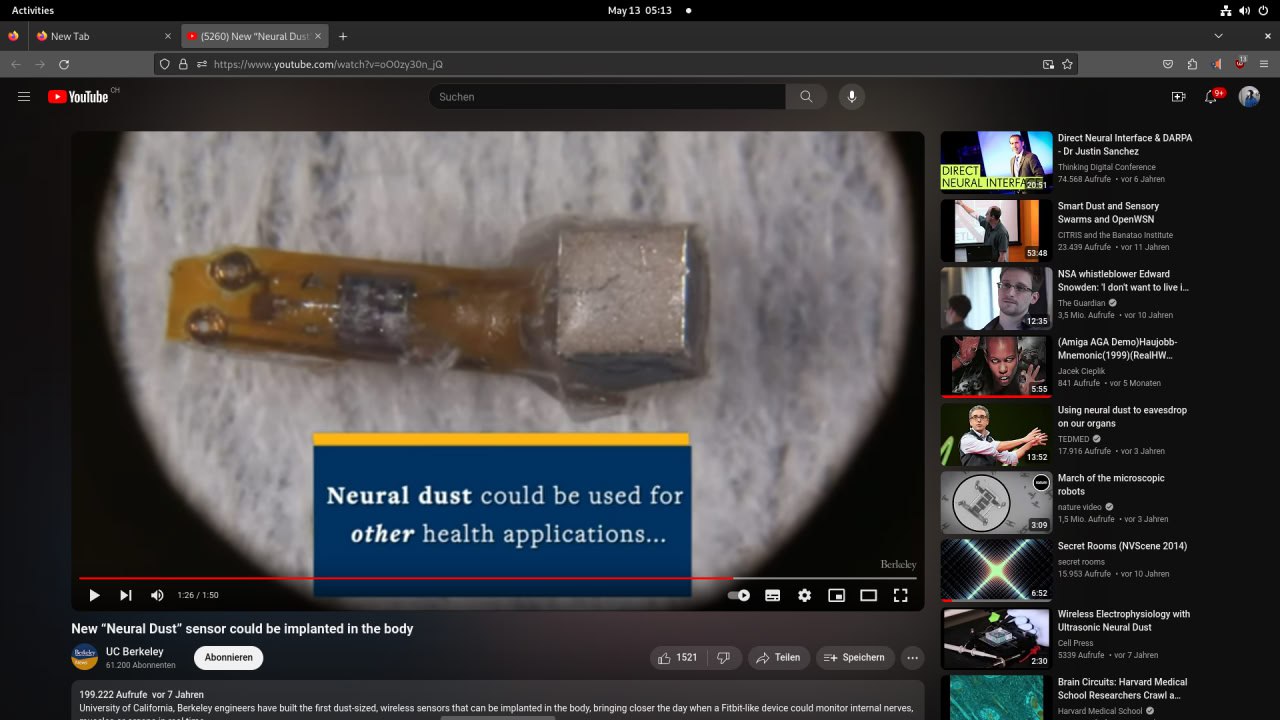 Activities
May 13 05:13
New Tab
(5260) New “Neural Dus
https://www.youtube.com/watch?v=oO0zy30n_jQ
YouTube CH
Suchen
9+
Neural dust could be used for
other health applications...
Berkeley
1:26 / 1:50
New “Neural Dust” sensor could be implanted in the body
Berkeley
News
UC Berkeley
61.200 Abonnenten
Abonnieren
1521
Teilen
Speichern
199.222 Aufrufe vor 7 Jahren
University of California, Berkeley engineers have built the first dust-sized, wireless sensors that can be implanted in the body, bringing closer the day when a Fitbit-like device could monitor internal nerves,
DIRECT
NEURAL INTERFA
20:51
Direct Neural Interface & DARPA
- Dr Justin Sanchez
Thinking Digital Conference
74.568 Aufrufe • vor 6 Jahren
53:48
Smart Dust and Sensory
Swarms and OpenWSN
CITRIS and the Banatao Institute
23.439 Aufrufe • vor 11 Jahren
12:35
NSA whistleblower Edward
Snowden: 'I don't want to live i...
The Guardian
3,5 Mio. Aufrufe • vor 10 Jahren
5:55
(Amiga AGA Demo)Haujobb-
Mnemonic(1999)(RealHW...
Jacek Cieplik
841 Aufrufe • vor 5 Monaten
13:52
Using neural dust to eavesdrop
on our organs
TEDMED
17.916 Aufrufe • vor 3 Jahren
3:09
March of the microscopic
robots
nature video
1,5 Mio. Aufrufe • vor 3 Jahren
6:52
Secret Rooms (NVScene 2014)
secret rooms
15.953 Aufrufe • vor 10 Jahren
2:30
Wireless Electrophysiology with
Ultrasonic Neural Dust
Cell Press
5339 Aufrufe • vor 7 Jahren
Brain Circuits: Harvard Medical
School Researchers Crawl a...
Harvard Medical School